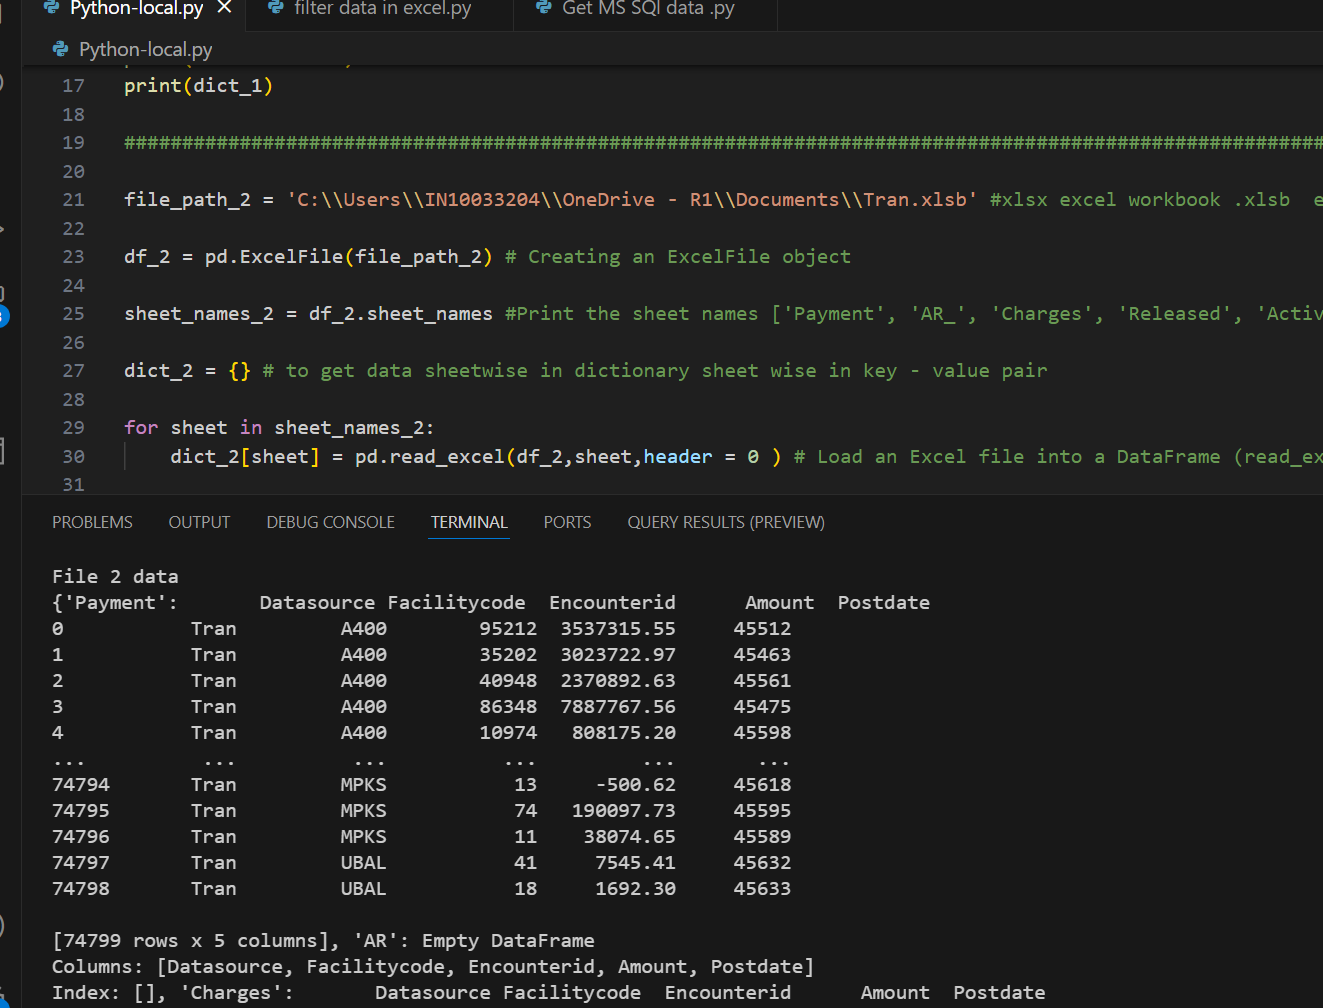 Python-local.py
filter data in excel.py
Get MS SQl data .py
Python-local.py
17 print(dict_1)
18
19 ########################################################################################################
20
21 file_path_2 = 'C:\\Users\\IN10033204\\OneDrive - R1\\Documents\\Tran.xlsb' #xlsx excel workbook .xlsb e
22
23 df_2 = pd.ExcelFile(file_path_2) # Creating an ExcelFile object
24
25 sheet_names_2 = df_2.sheet_names #Print the sheet names ['Payment', 'AR_', 'Charges', 'Released', 'Activ
26
27 dict_2 = {} # to get data sheetwise in dictionary sheet wise in key - value pair
28
29 for sheet in sheet_names_2:
30 dict_2[sheet] = pd.read_excel(df_2,sheet,header = 0 ) # Load an Excel file into a DataFrame (read_ex
31
PROBLEMS OUTPUT DEBUG CONSOLE TERMINAL PORTS QUERY RESULTS (PREVIEW)
File 2 data
{'Payment': Datasource Facilitycode Encounterid Amount Postdate
0 Tran A400 95212 3537315.55 45512
1 Tran A400 35202 3023722.97 45463
2 Tran A400 40948 2370892.63 45561
3 Tran A400 86348 7887767.56 45475
4 Tran A400 10974 808175.20 45598
... ... ... ... ... ...
74794 Tran MPKS 13 -500.62 45618
74795 Tran MPKS 74 190097.73 45595
74796 Tran MPKS 11 38074.65 45589
74797 Tran UBAL 41 7545.41 45632
74798 Tran UBAL 18 1692.30 45633
[74799 rows x 5 columns], 'AR': Empty DataFrame
Columns: [Datasource, Facilitycode, Encounterid, Amount, Postdate]
Index: [], 'Charges': Datasource Facilitycode Encounterid Amount Postdate